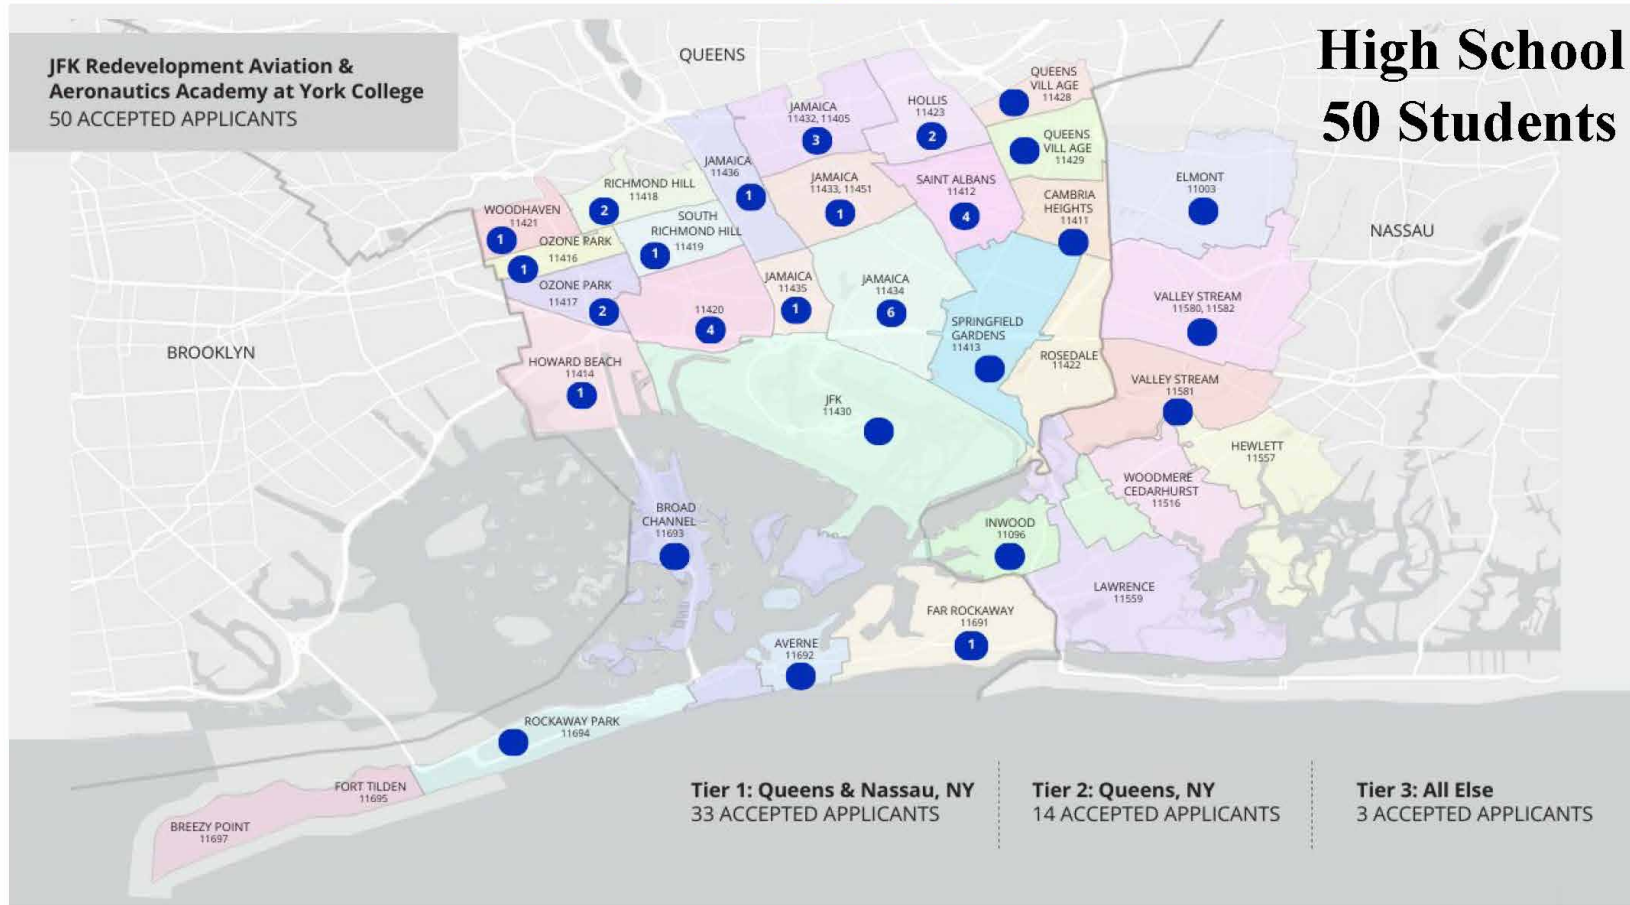 JFK Redevelopment Aviation &
Aeronautics Academy at York College
50 ACCEPTED APPLICANTS
High School
50 Students
QUEENS
QUEENS
VILLAGE
11428
HOLLIS
11423
2
JAMAICA
11432, 11405
3
QUEENS
VILLAGE
11429
JAMAICA
11436
1
JAMAICA
11433, 11451
1
SAINT ALBANS
11412
4
ELMONT
11003
RICHMOND HILL
11418
2
CAMBRIA
HEIGHTS
11411
WOODHAVEN
11421
1
SOUTH
RICHMOND HILL
11419
1
NASSAU
OZONE PARK
11416
1
OZONE PARK
11417
2
JAMAICA
11435
1
JAMAICA
11434
6
VALLEY STREAM
11580, 11582
11420
4
SPRINGFIELD
GARDENS
11413
BROOKLYN
HOWARD BEACH
11414
1
ROSEDALE
11422
VALLEY STREAM
11581
JFK
11430
HEWLETT
11557
WOODMERE
CEDARHURST
11516
BROAD
CHANNEL
11693
INWOOD
11096
LAWRENCE
11559
FAR ROCKAWAY
11691
1
AVERNE
11692
ROCKAWAY PARK
11694
FORT TILDEN
11695
BREEZY POINT
11697
Tier 1: Queens & Nassau, NY
33 ACCEPTED APPLICANTS
Tier 2: Queens, NY
14 ACCEPTED APPLICANTS
Tier 3: All Else
3 ACCEPTED APPLICANTS